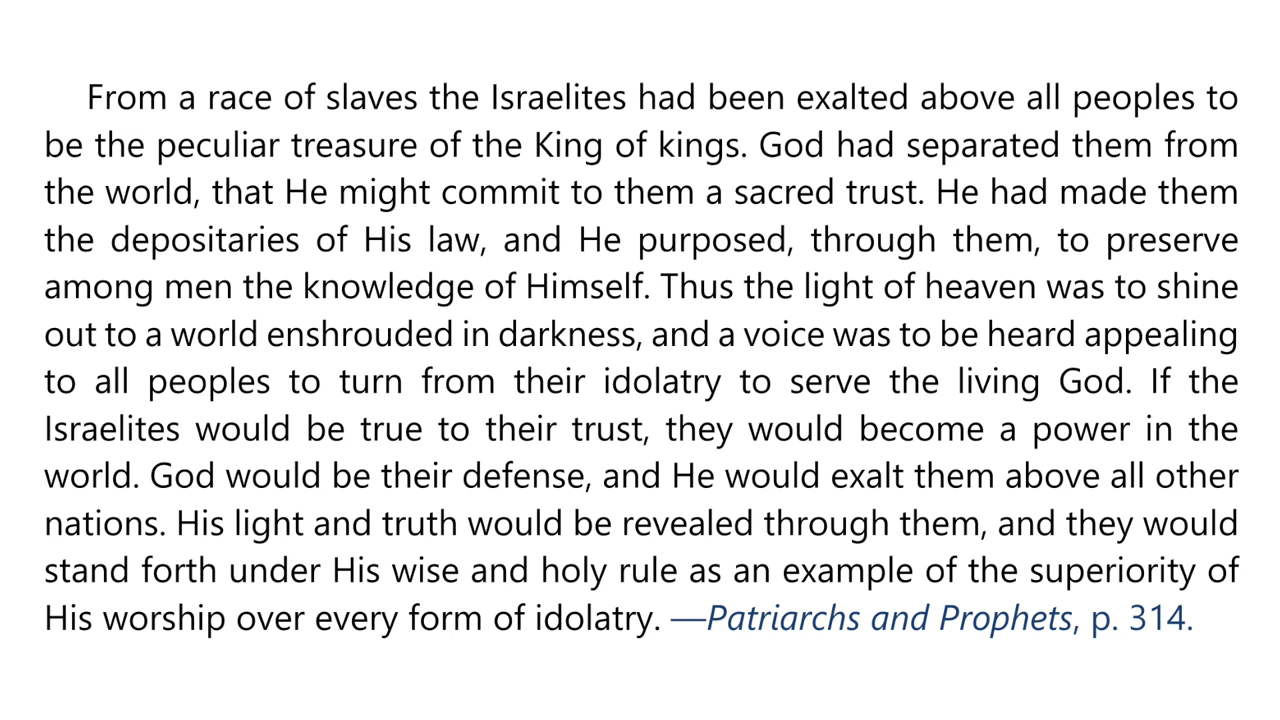 From a race of slaves the Israelites had been exalted above all peoples to
be the peculiar treasure of the King of kings. God had separated them from
the world, that He might commit to them a sacred trust. He had made them
the depositaries of His law, and He purposed, through them, to preserve
among men the knowledge of Himself. Thus the light of heaven was to shine
out to a world enshrouded in darkness, and a voice was to be heard appealing
to all peoples to turn from their idolatry to serve the living God. If the
Israelites would be true to their trust, they would become a power in the
world. God would be their defense, and He would exalt them above all other
nations. His light and truth would be revealed through them, and they would
stand forth under His wise and holy rule as an example of the superiority of
His worship over every form of idolatry. —Patriarchs and Prophets, p. 314.